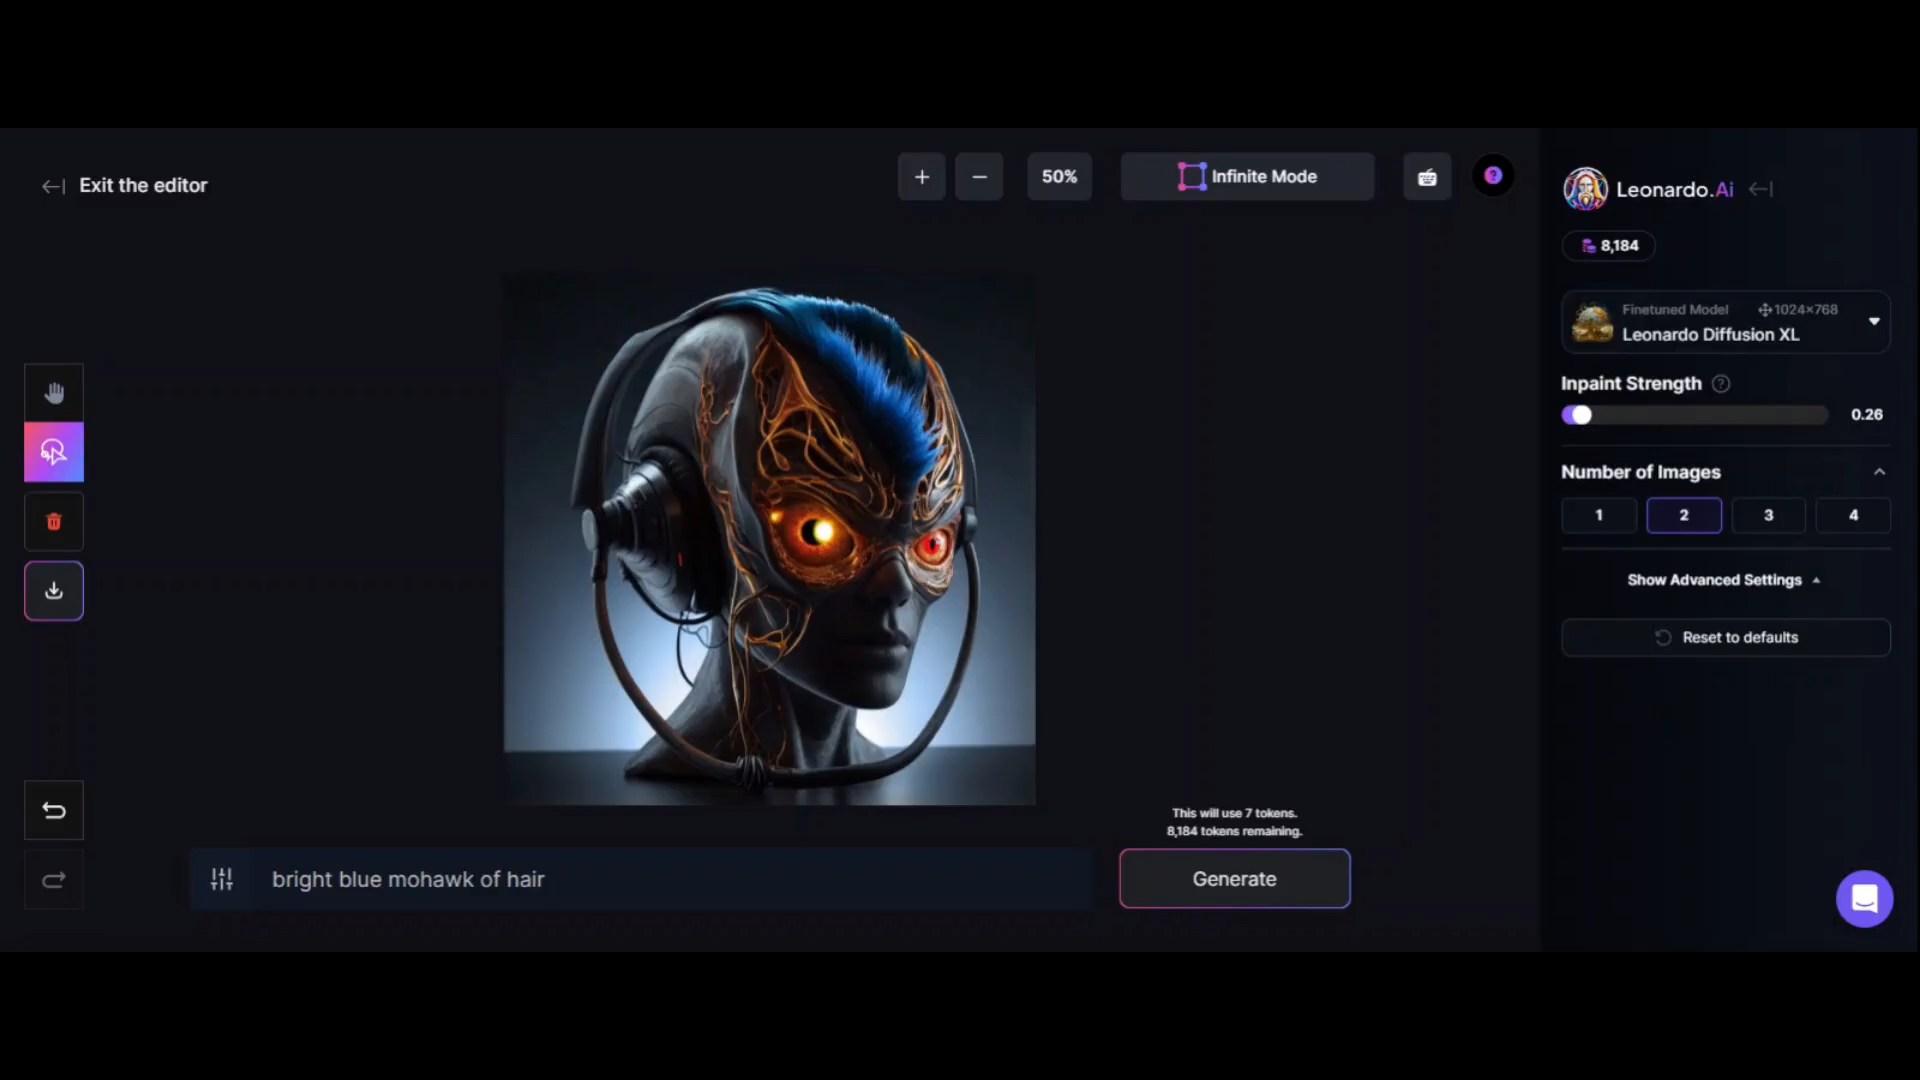 Exit the editor
50%
Infinite Mode
?
Leonardo.Ai
8,184
Finetuned Model
1024×768
Leonardo Diffusion XL
Inpaint Strength ?
0.26
Number of Images
1
2
3
4
Show Advanced Settings
Reset to defaults
This will use 7 tokens.
8,184 tokens remaining.
bright blue mohawk of hair
Generate